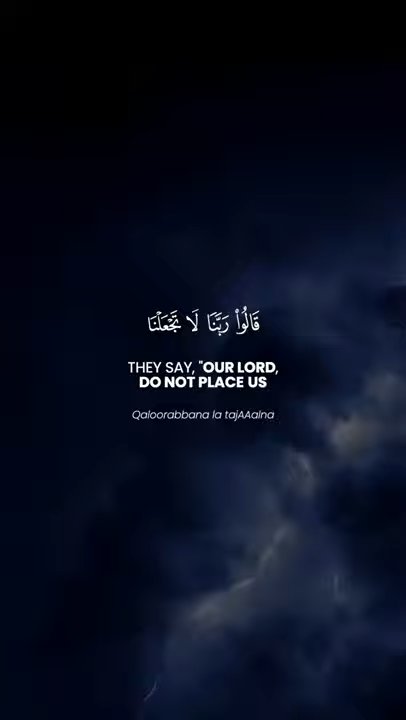 قَالُوا۟ رَبَّنَا لَا تَجْعَلْنَا
THEY SAY, "OUR LORD,
DO NOT PLACE US
Qaloorabbana la tajAAalna